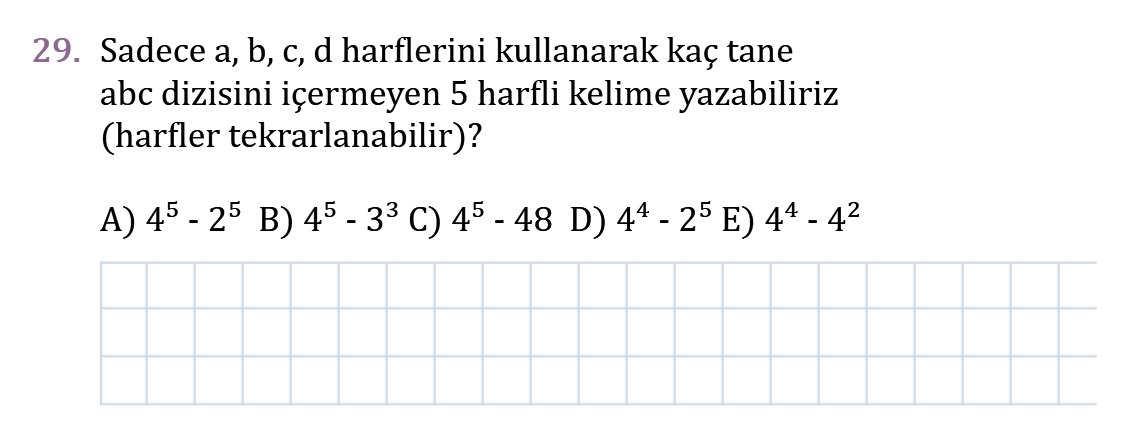 29. Sadece a, b, c, d harflerini kullanarak kaç tane
abc dizisini içermeyen 5 harfli kelime yazabiliriz
(harfler tekrarlanabilir)?
A) 4⁵ - 2⁵ B) 4⁵ - 3³ C) 4⁵ - 48 D) 4⁴ - 2⁵ E) 4⁴ - 4²